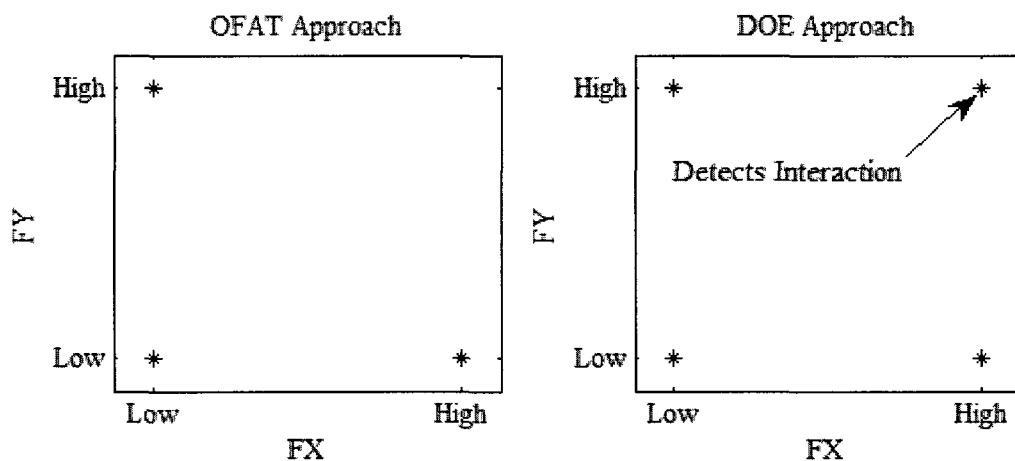 OFAT Approach
High
FY
Low
Low
High
FX
DOE Approach
High
Detects Interaction
FY
Low
Low
High
FX